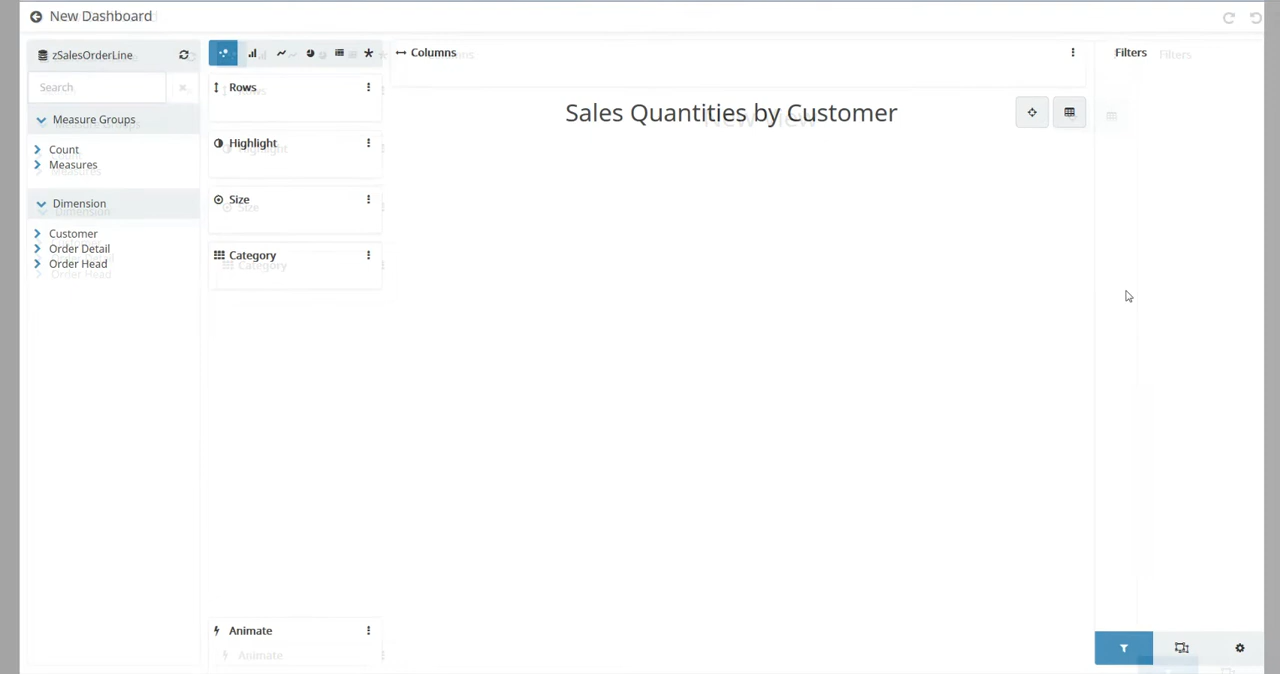 New Dashboard
zSalesOrderLine
Search
Measure Groups
Count
Measures
Dimension
Customer
Order Detail
Order Head
Rows
Highlight
Size
Category
Animate
Columns
Sales Quantities by Customer
Filters